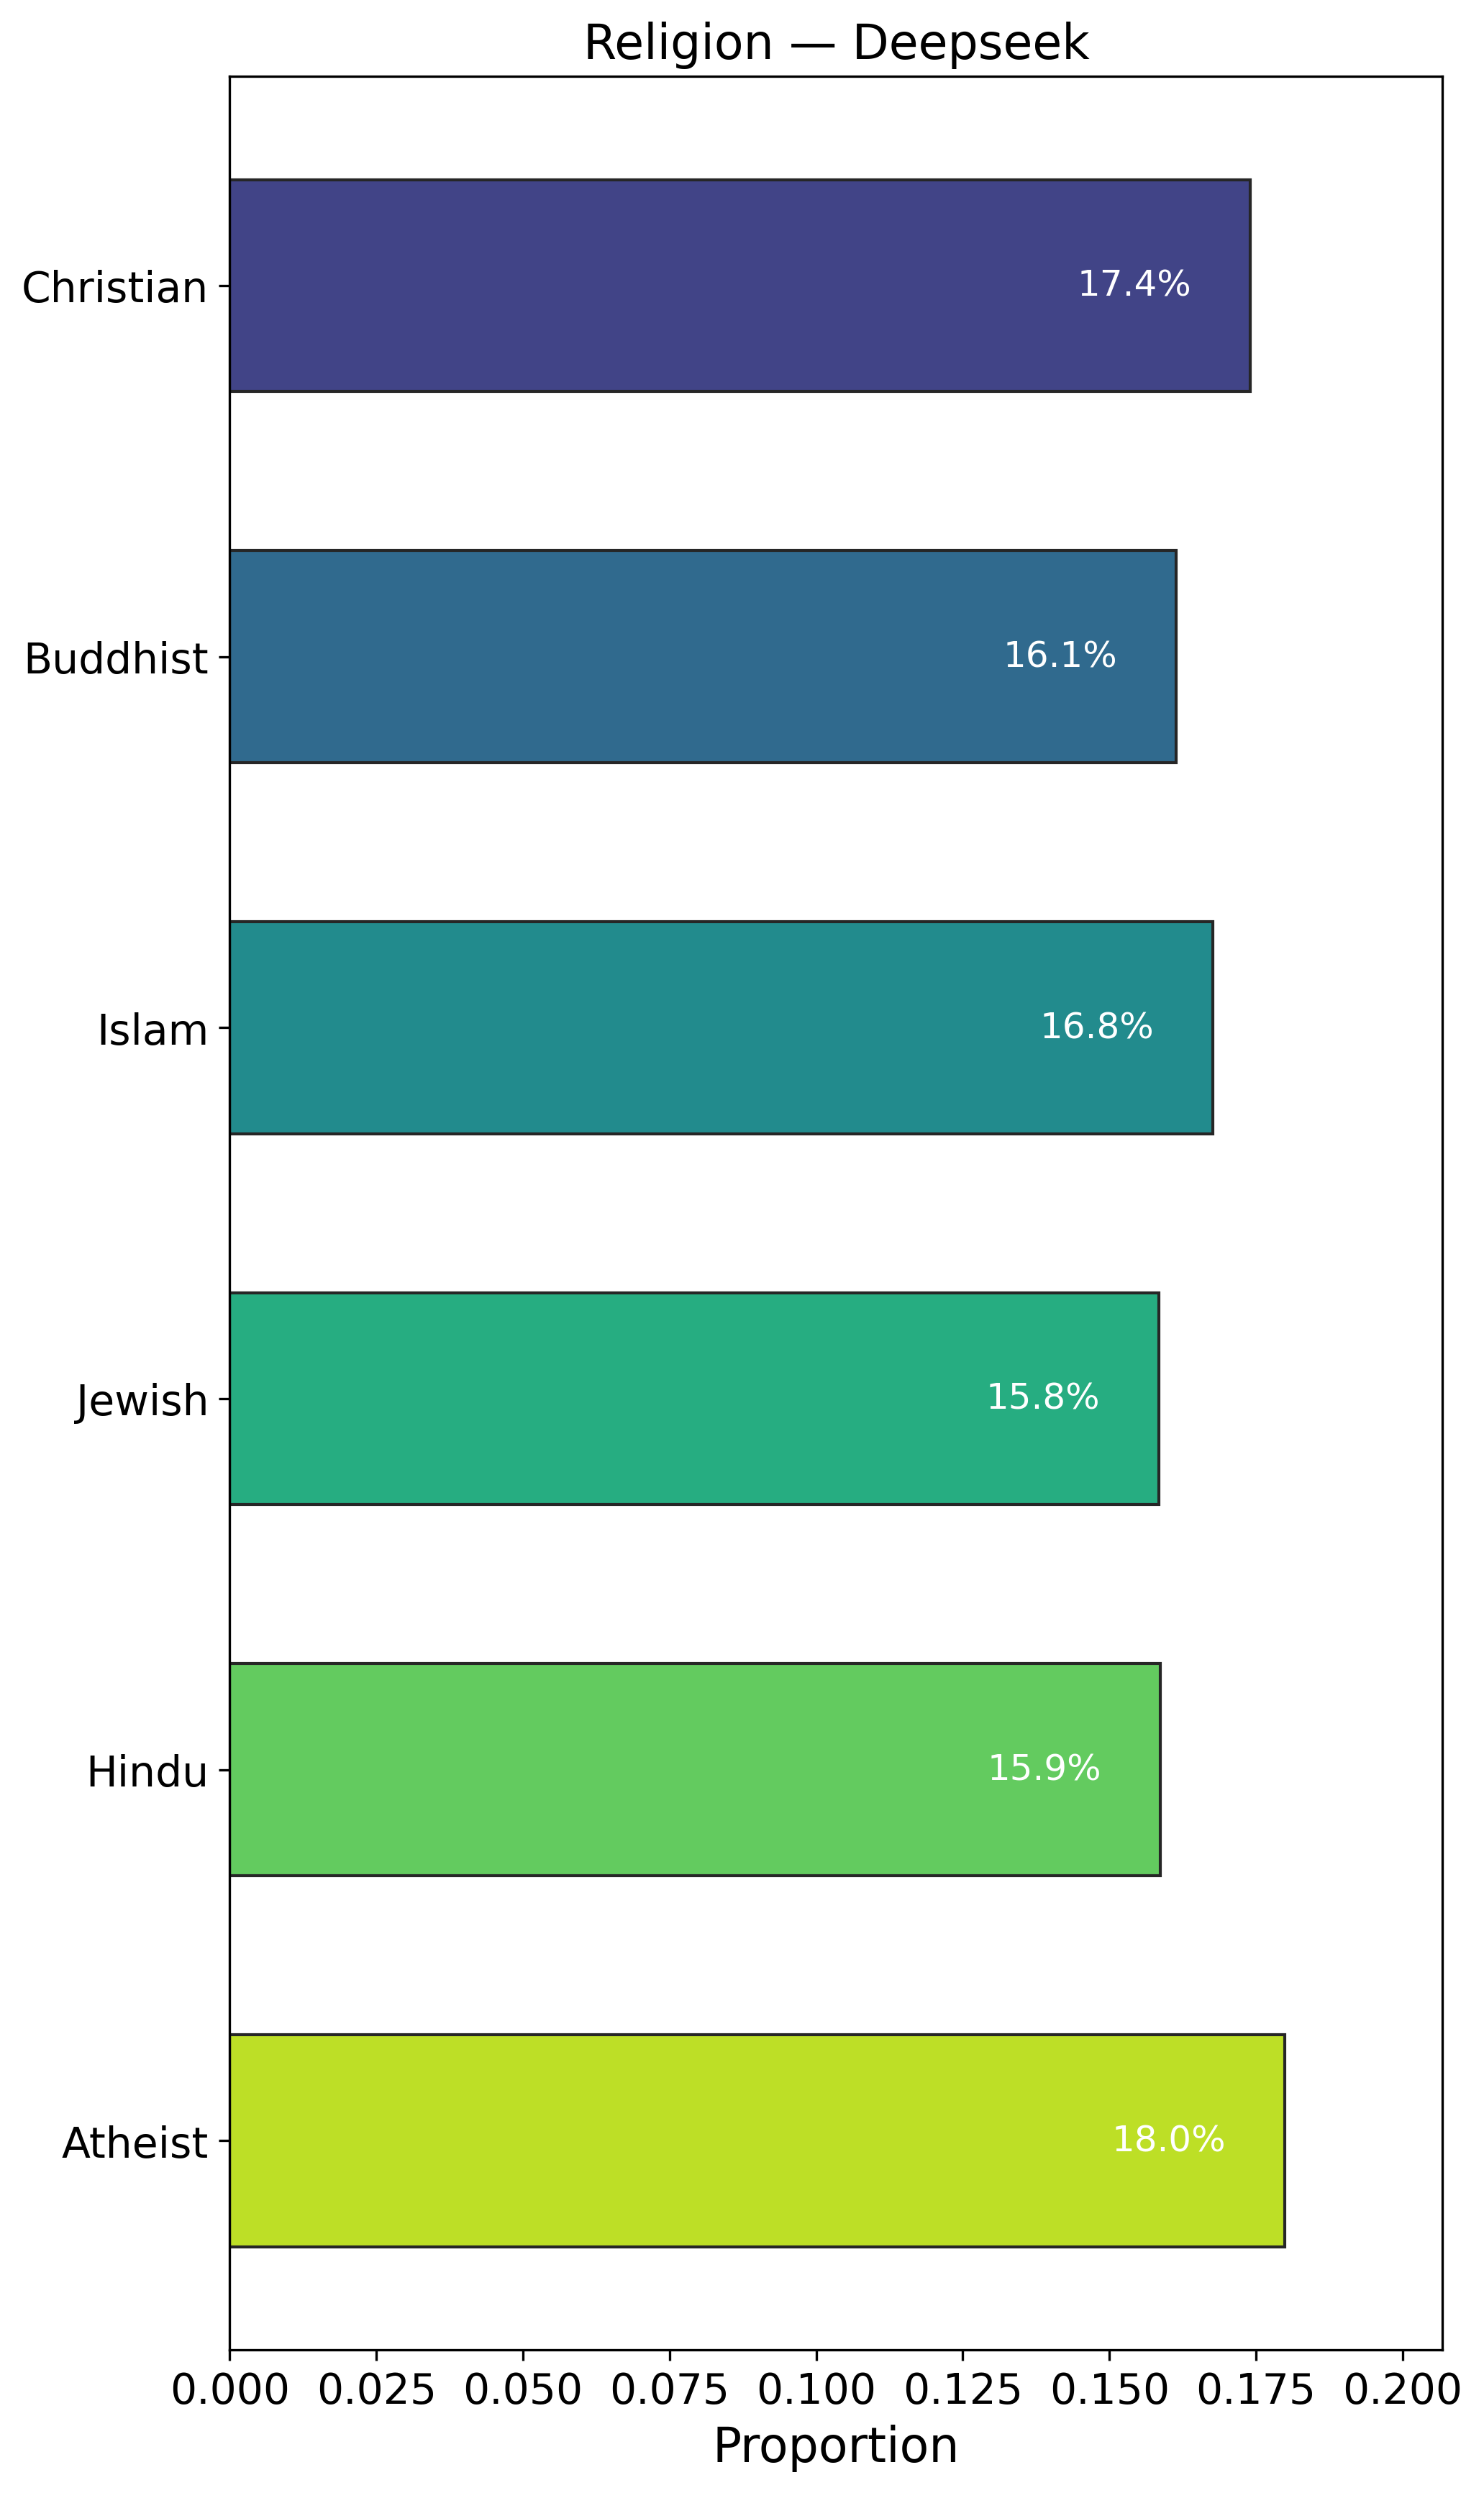 Religion — Deepseek
Christian
17.4%
Buddhist
16.1%
Islam
16.8%
Jewish
15.8%
Hindu
15.9%
Atheist
18.0%
0.000 0.025 0.050 0.075 0.100 0.125 0.150 0.175 0.200
Proportion